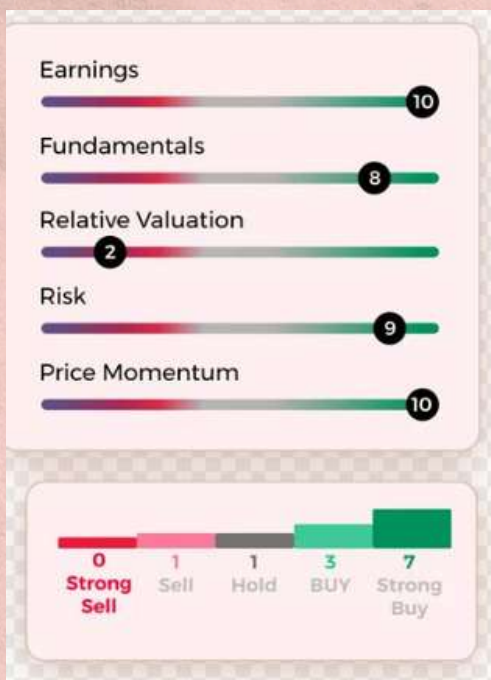 Earnings
10
Fundamentals
8
Relative Valuation
2
Risk
9
Price Momentum
10
0 1 1 3 7
Strong Sell Hold BUY Strong
Sell Buy